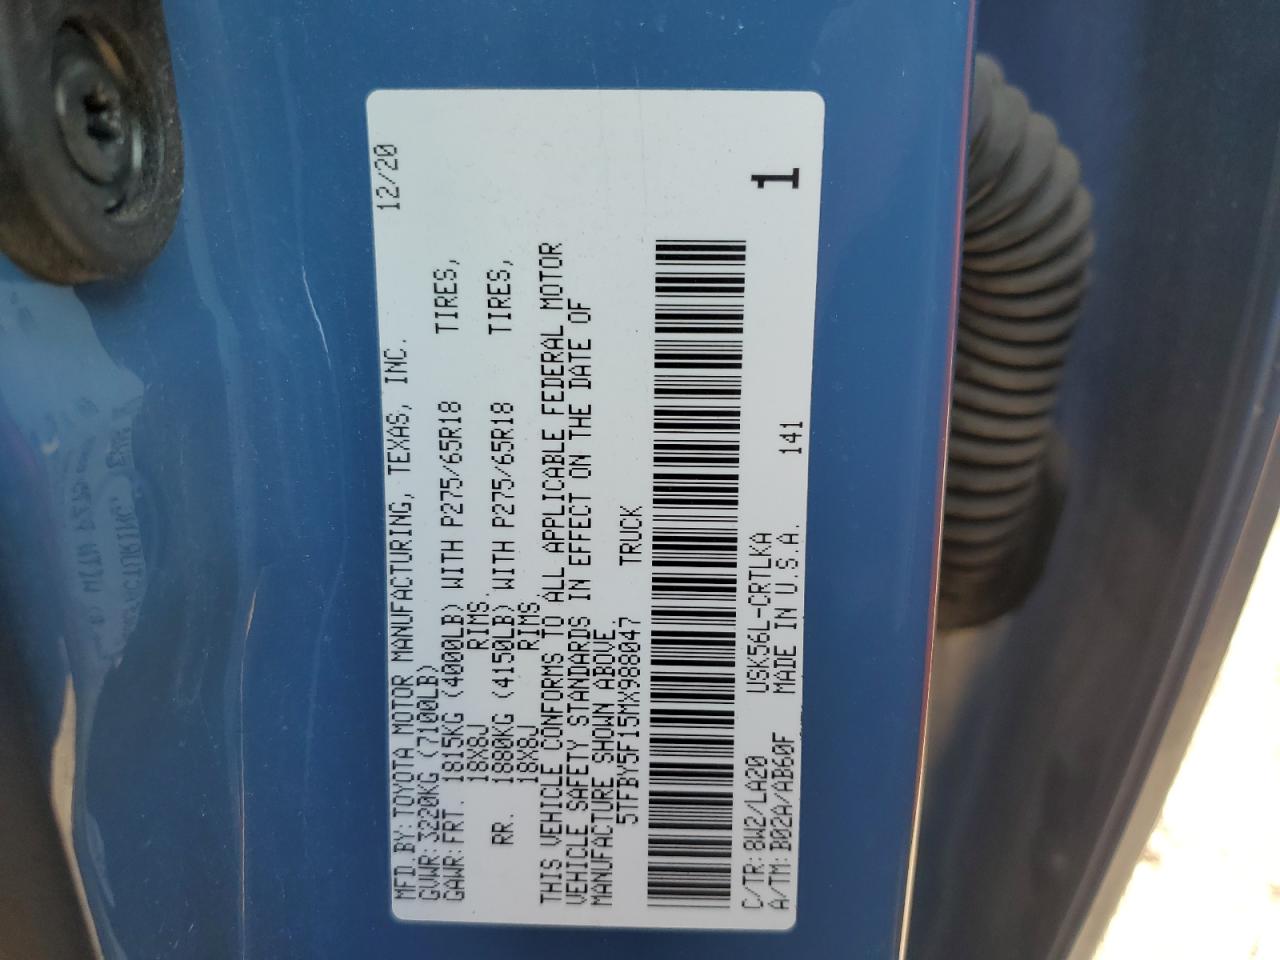 12/20
MFD.BY:TOYOTA MOTOR MANUFACTURING, TEXAS, INC.
GVWR:3220KG(7100LB)
GAWR:FRT. 1815KG (4000LB) WITH P275/65R18 TIRES,
18X8J RIMS.
RR. 1880KG (4150LB) WITH P275/65R18 TIRES,
18X8J RIMS
THIS VEHICLE CONFORMS TO ALL APPLICABLE FEDERAL MOTOR
VEHICLE SAFETY STANDARDS IN EFFECT ON THE DATE OF
MANUFACTURE SHOWN ABOVE.
5TFBY5F15MX988047 TRUCK
C/TR:8W2/LA20 USK56L-CRTLKA
A/TM:B02A/AB60F MADE IN U.S.A. 141
1